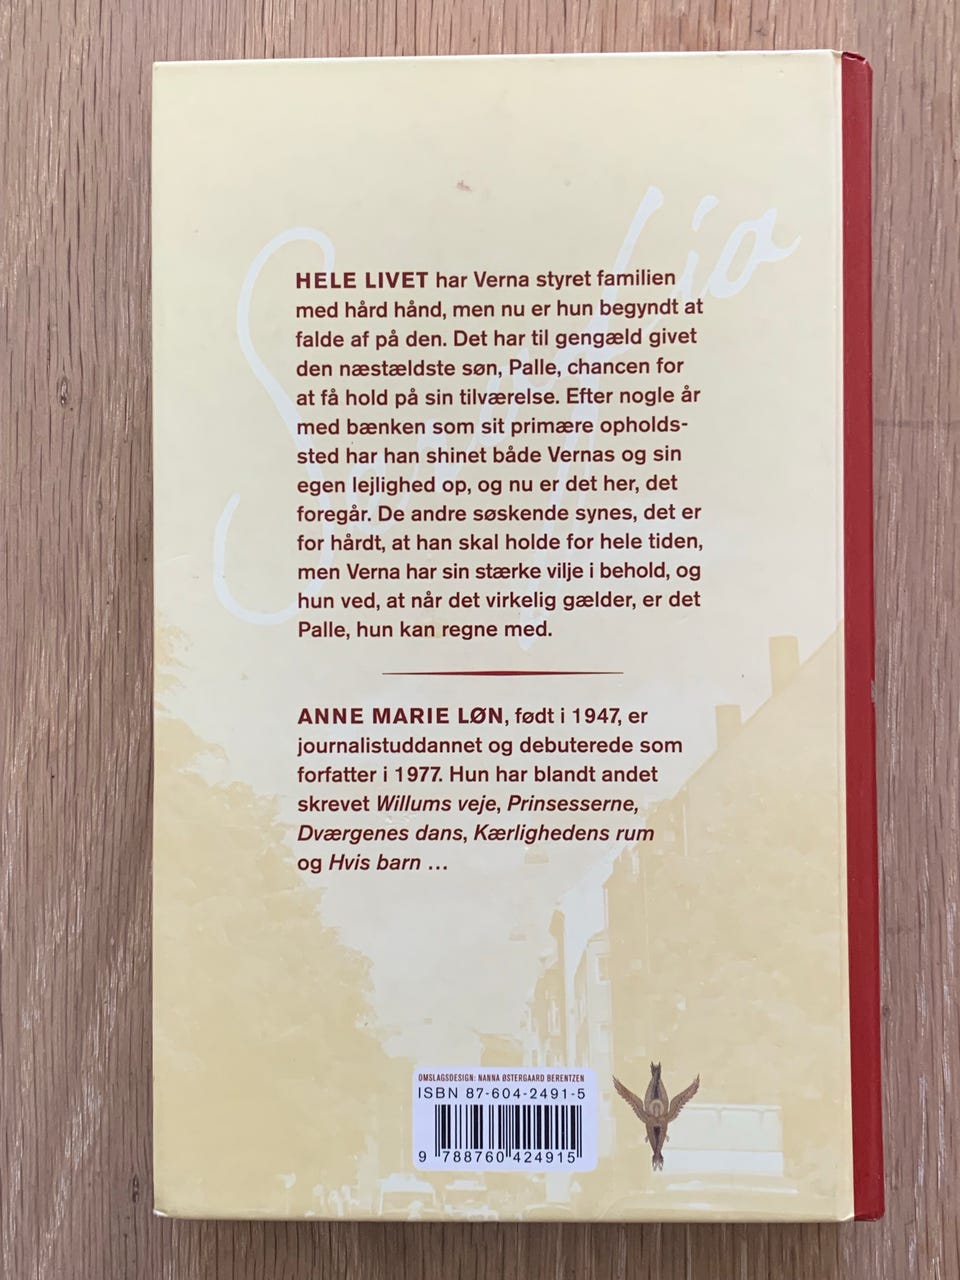 HELE LIVET har Verna styret familien
med hård hånd, men nu er hun begyndt at
falde af på den. Det har til gengæld givet
den næstældste søn, Palle, chancen for
at få hold på sin tilværelse. Efter nogle år
med bænken som sit primære opholds-
sted har han shinet både Vernas og sin
egen lejlighed op, og nu er det her, det
foregår. De andre søskende synes, det er
for hårdt, at han skal holde for hele tiden,
men Verna har sin stærke vilje i behold, og
hun ved, at når det virkelig gælder, er det
Palle, hun kan regne med.
ANNE MARIE LØN, født i 1947, er
journalistuddannet og debuterede som
forfatter i 1977. Hun har blandt andet
skrevet Willums veje, Prinsesserne,
Dværgenes dans, Kærlighedens rum
og Hvis barn ...
OMSLAGSDESIGN: NANNA ØSTERGAARD BERENTZEN
ISBN 87-604-2491-5
9 788760 424915